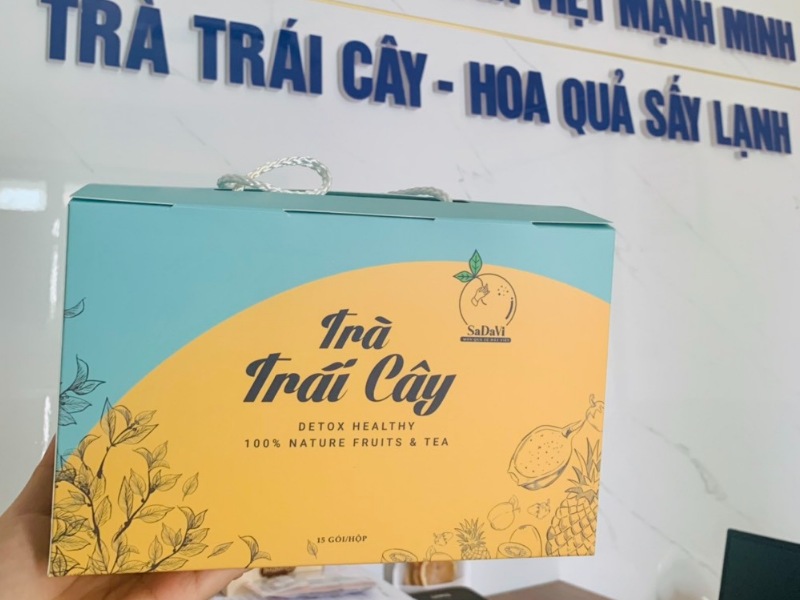 VIỆT MẠNH MINH
TRÀ TRÁI CÂY - HOA QUẢ SẤY LẠNH
SaDaVi
Trà
Trái Cây
DETOX HEALTHY
100% NATURE FRUITS & TEA
15 GÓI/HỘP